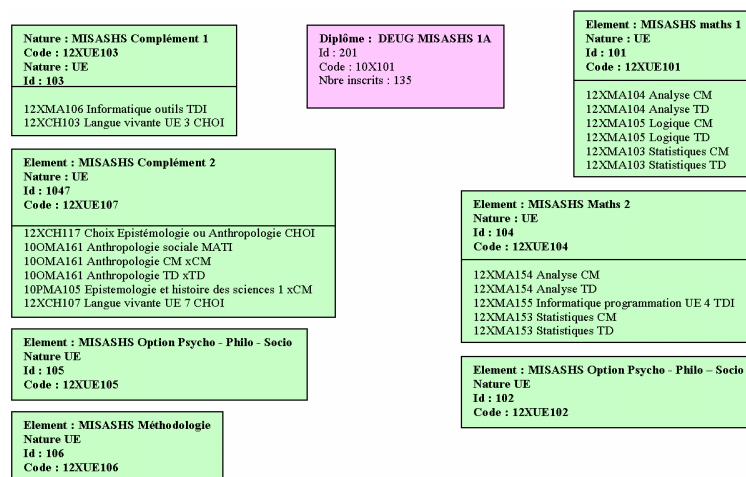 Nature : MISASHS Complément 1
Code : 12XUE103
Nature : UE
Id : 103
12XMA106 Informatique outils TDI
12XCH103 Langue vivante UE 3 CHOI
Diplôme : DEUG MISASHS 1A
Id : 201
Code : 10X101
Nbre inscrits : 135
Element : MISASHS maths 1
Nature : UE
Id : 101
Code : 12XUE101
12XMA104 Analyse CM
12XMA104 Analyse TD
12XMA105 Logique CM
12XMA105 Logique TD
12XMA103 Statistiques CM
12XMA103 Statistiques TD
Element : MISASHS Complément 2
Nature : UE
Id : 1047
Code : 12XUE107
12XCH117 Choix Epistémologie ou Anthropologie CHOI
10OMA161 Anthropologie sociale MATI
10OMA161 Anthropologie CM xCM
10OMA161 Anthropologie TD xTD
10PMA105 Epistemologie et histoire des sciences 1 xCM
12XCH107 Langue vivante UE 7 CHOI
Element : MISASHS Maths 2
Nature : UE
Id : 104
Code : 12XUE104
12XMA154 Analyse CM
12XMA154 Analyse TD
12XMA155 Informatique programmation UE 4 TDI
12XMA153 Statistiques CM
12XMA153 Statistiques TD
Element : MISASHS Option Psycho - Philo - Socio
Nature UE
Id : 105
Code : 12XUE105
Element : MISASHS Option Psycho - Philo – Socio
Nature UE
Id : 102
Code : 12XUE102
Element : MISASHS Méthodologie
Nature UE
Id : 106
Code : 12XUE106